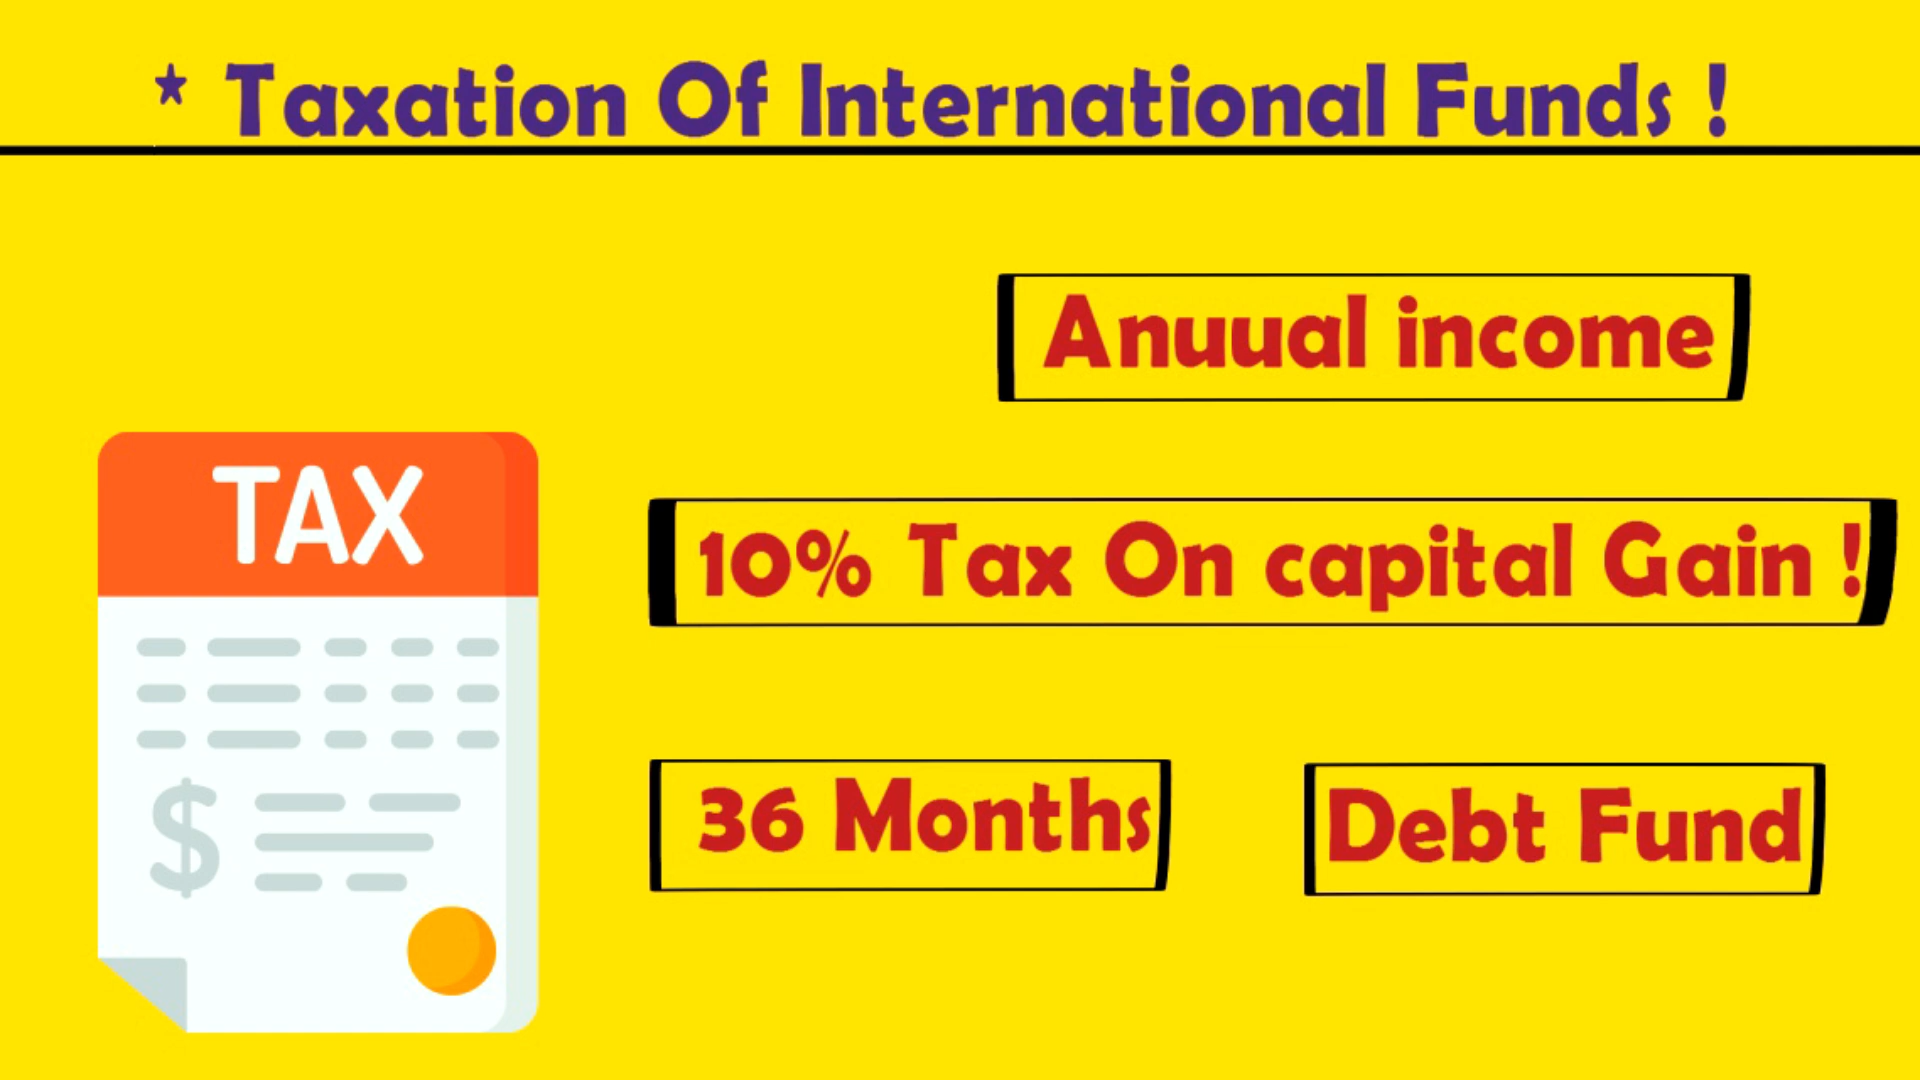 * Taxation Of International Funds !
Anuual income
TAX
10% Tax On capital Gain !
$
36 Months
Debt Fund